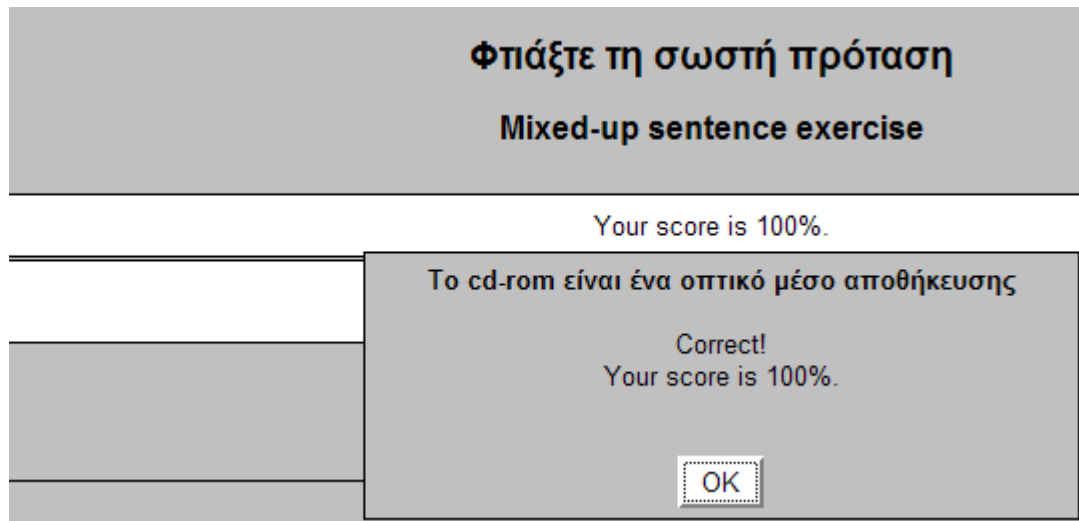 Φτιάξτε τη σωστή πρόταση
Mixed-up sentence exercise
Your score is 100%.
Το cd-rom είναι ένα οπτικό μέσο αποθήκευσης
Correct!
Your score is 100%.
OK